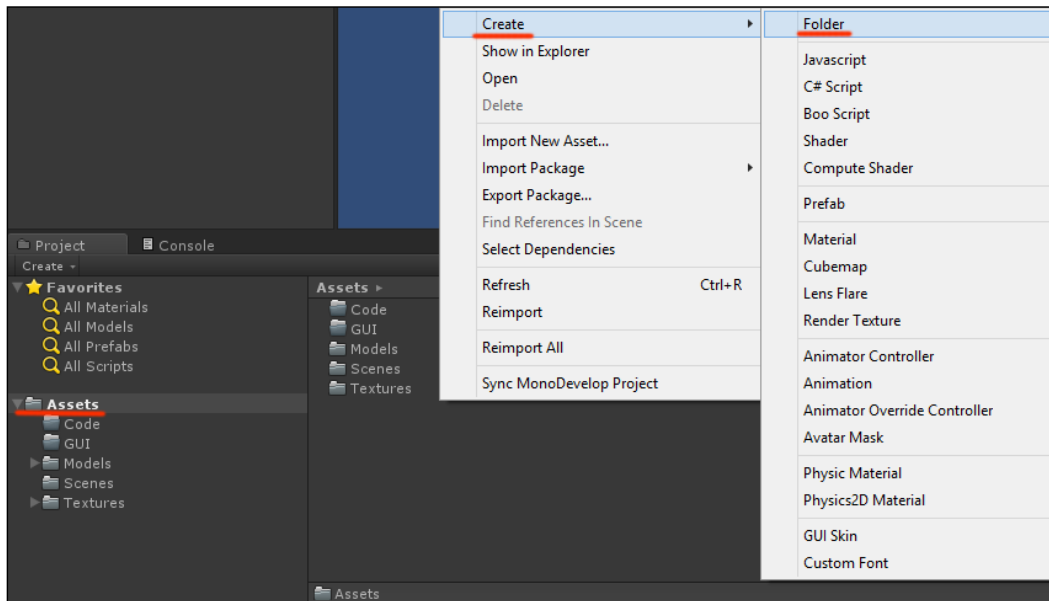 Create
Show in Explorer
Open
Delete
Import New Asset...
Import Package
Export Package...
Find References In Scene
Select Dependencies
Refresh Ctrl+R
Reimport
Reimport All
Sync MonoDevelop Project
Folder
Javascript
C# Script
Boo Script
Shader
Compute Shader
Prefab
Material
Cubemap
Lens Flare
Render Texture
Animator Controller
Animation
Animator Override Controller
Avatar Mask
Physic Material
Physics2D Material
GUI Skin
Custom Font
Project
Console
Create
Favorites
All Materials
All Models
All Prefabs
All Scripts
Assets
Code
GUI
Models
Scenes
Textures
Assets
Code
GUI
Models
Scenes
Textures
Assets